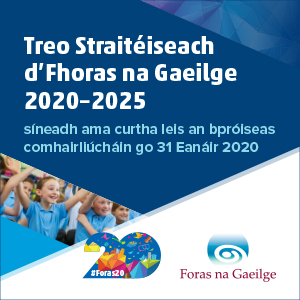 Treo Straitéiseach
d'Fhoras na Gaeilge
2020–2025
síneadh ama curtha leis an bpróiseas
comhairliúcháin go 31 Eanáir 2020
20
#Foras20
Foras na Gaeilge